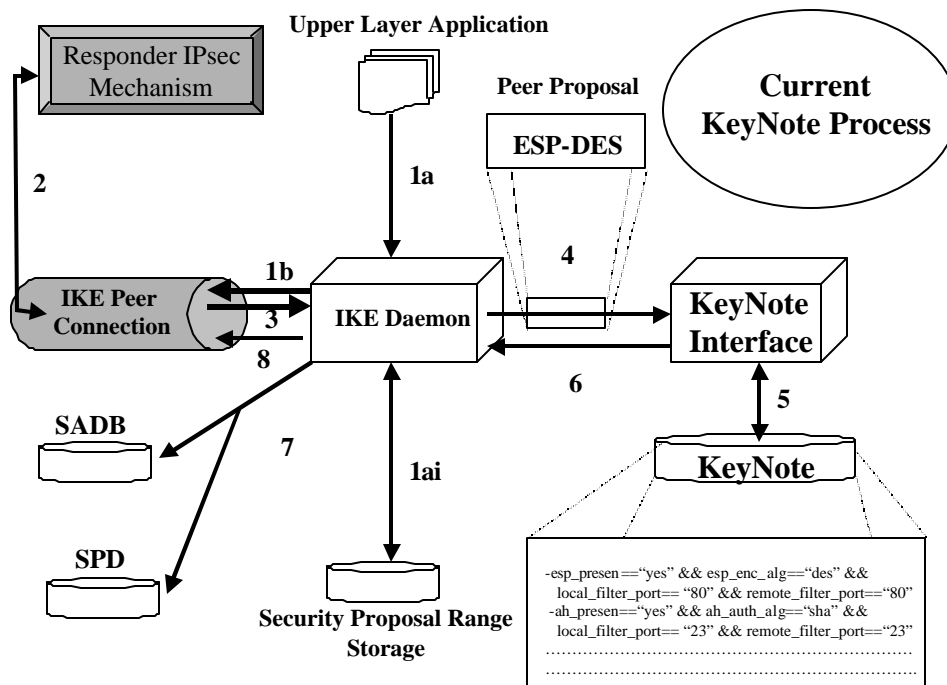 Upper Layer Application
Responder IPsec
Mechanism
Peer Proposal
ESP-DES
Current
KeyNote Process
2
1a
4
1b
IKE Peer
Connection
3
8
IKE Daemon
KeyNote
Interface
6
5
SADB
7
1ai
KeyNote
SPD
Security Proposal Range
Storage
-esp_presen==“yes” && esp_enc_alg==“des” &&
local_filter_port== “80” && remote_filter_port==“80”
-ah_presen==“yes” && ah_auth_alg==“sha” &&
local_filter_port== “23” && remote_filter_port==“23”
……………………………………………………………
……………………………………………………………